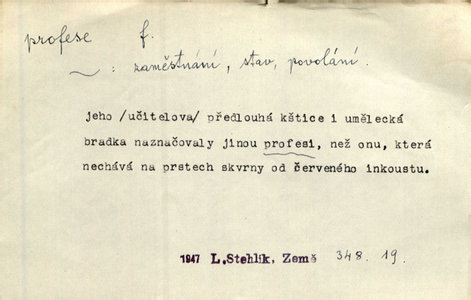 profese f.
~ : zaměstnání, stav, povolání.
jeho /učitelova/ předlouhá kštice i umělecká
bradka naznačovaly jinou profesi, než onu, která
nechává na prstech skvrny od červeného inkoustu.
1947 L.Stehlík, Země 348. 19.